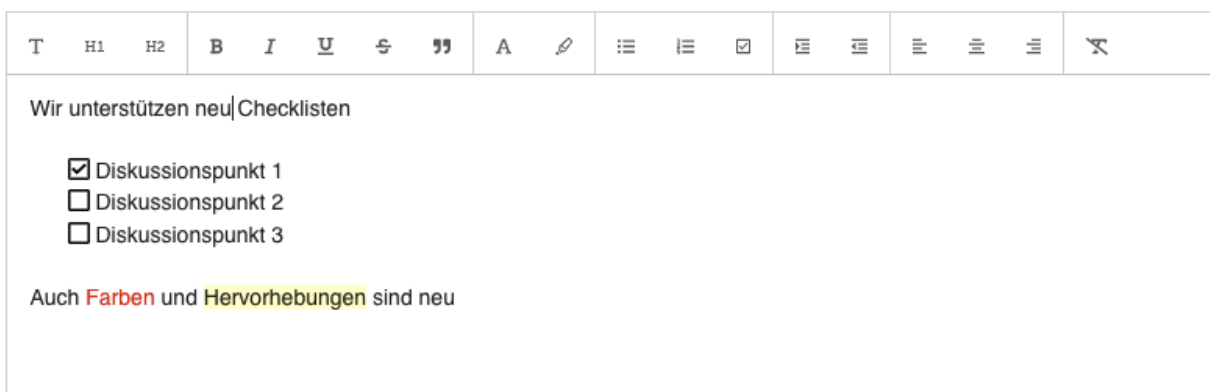 T H1 H2 B I U S " A
Wir unterstützen neu Checklisten
Diskussionspunkt 1
Diskussionspunkt 2
Diskussionspunkt 3
Auch Farben und Hervorhebungen sind neu